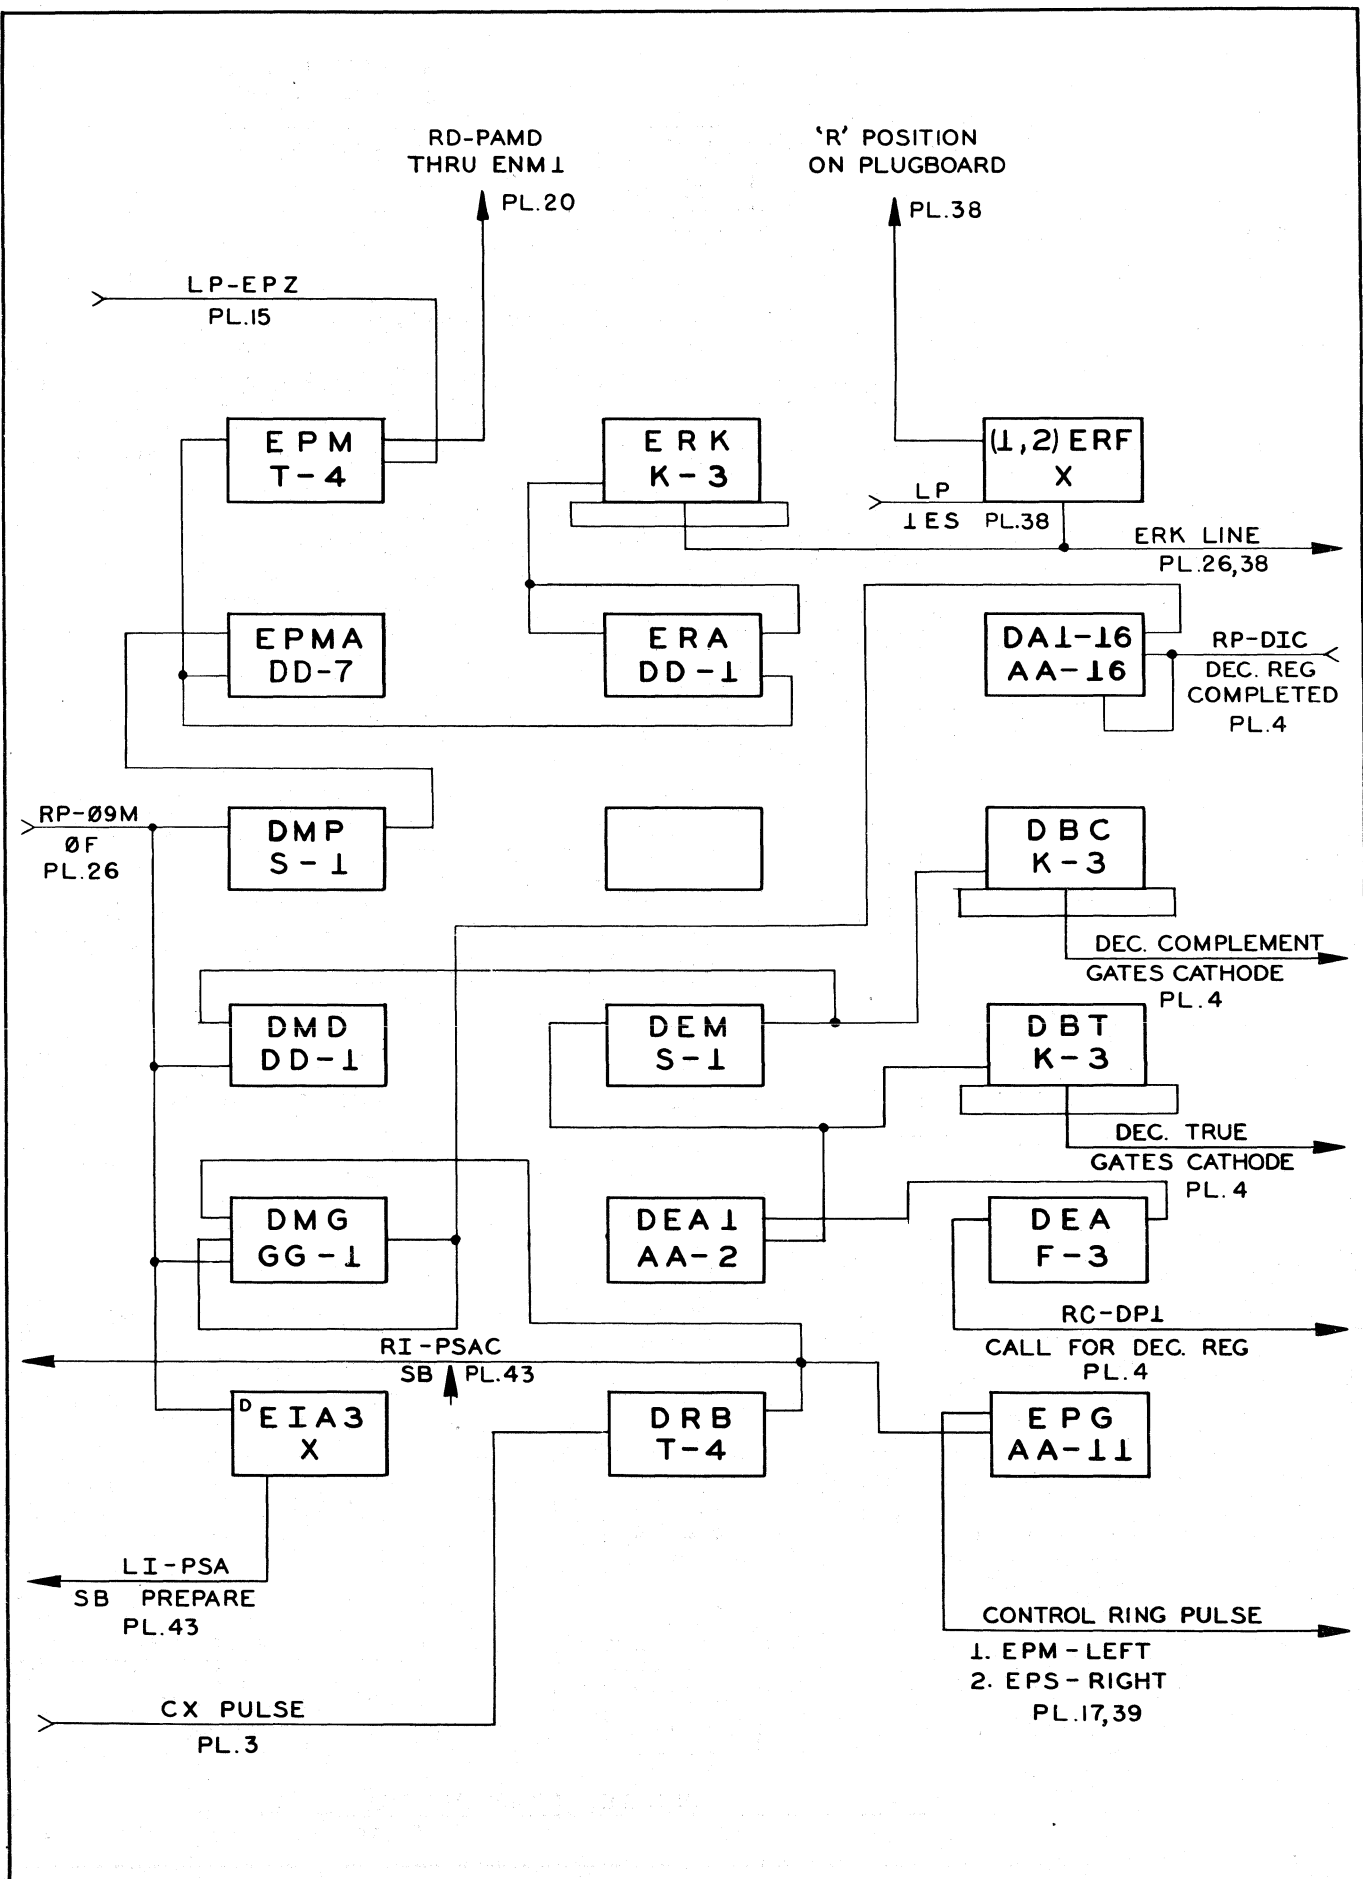 RD-PAMD
THRU ENM1
PL.20
'R' POSITION
ON PLUGBOARD
PL.38
LP-EPZ
PL.15
EPM
T-4
ERK
K-3
(1,2) ERF
X
LP
1ES PL.38
ERK LINE
PL.26,38
EPMA
DD-7
ERA
DD-1
DA1-16
AA-16
RP-DIC
DEC. REG
COMPLETED
PL.4
RP-Ø9M
ØF
PL.26
DMP
S-1
DBC
K-3
DEC. COMPLEMENT
GATES CATHODE
PL.4
DMD
DD-1
DEM
S-1
DBT
K-3
DEC. TRUE
GATES CATHODE
PL.4
DMG
GG-1
DEA1
AA-2
DEA
F-3
RC-DP1
CALL FOR DEC. REG
PL.4
RI-PSAC
SB PL.43
D
EIA3
X
DRB
T-4
EPG
AA-11
LI-PSA
SB PREPARE
PL.43
CONTROL RING PULSE
1. EPM-LEFT
2. EPS-RIGHT
PL.17,39
CX PULSE
PL.3